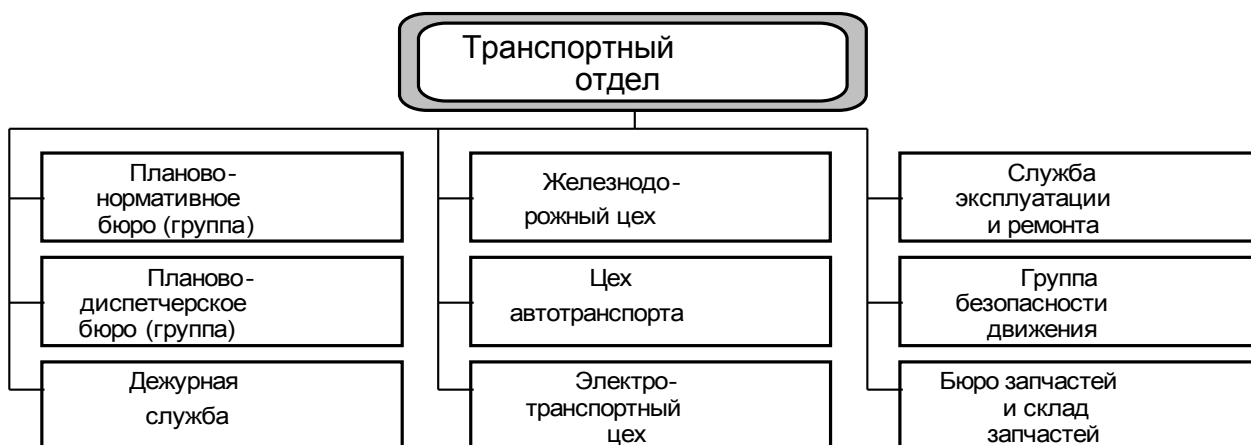 Транспортный
отдел
Планово-
нормативное
бюро (группа)
Планово-
диспетчерское
бюро (группа)
Дежурная
служба
Железнодо-
рожный цех
Цех
автотранспорта
Электро-
транспортный
цех
Служба
эксплуатации
и ремонта
Группа
безопасности
движения
Бюро запчастей
и склад
запчастей